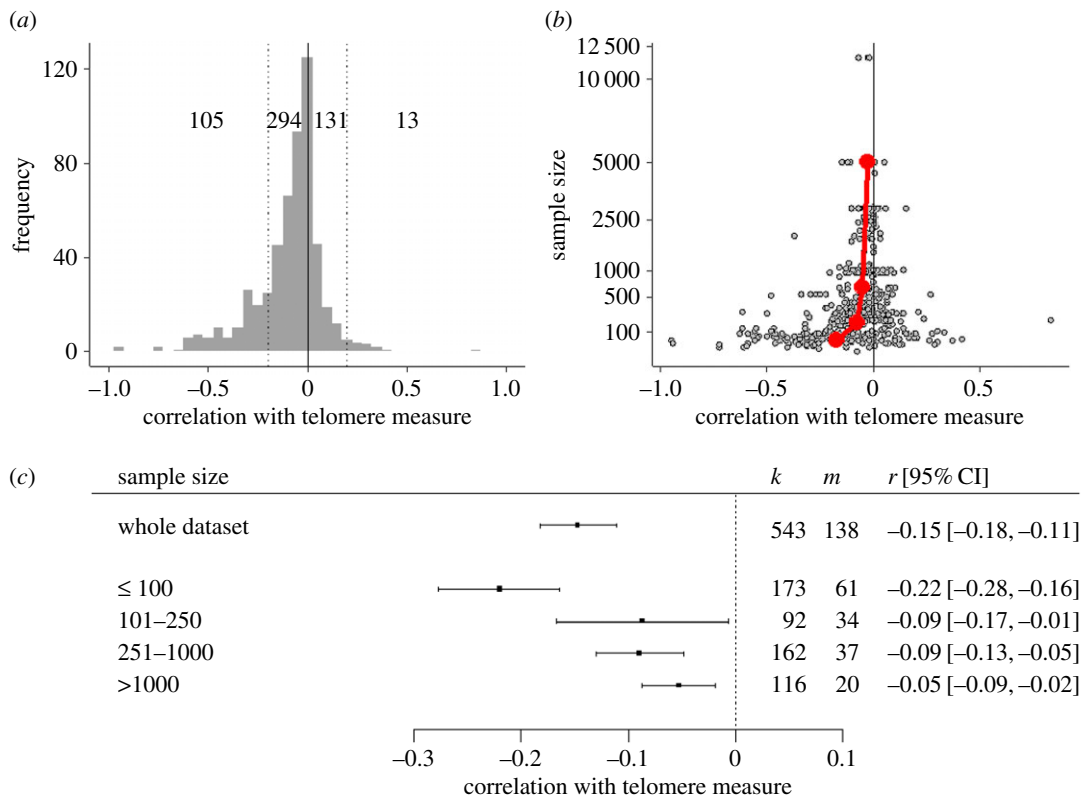 (a)
120
80
40
0
frequency
105
294
131
13
–1.0 –0.5 0 0.5 1.0
correlation with telomere measure
(b)
12 500
10 000
5000
2500
1000
500
100
sample size
–1.0 –0.5 0 0.5
correlation with telomere measure
(c)
sample size k m r [95% CI]
whole dataset 543 138 –0.15 [–0.18, –0.11]
≤ 100 173 61 –0.22 [–0.28, –0.16]
101–250 92 34 –0.09 [–0.17, –0.01]
251–1000 162 37 –0.09 [–0.13, –0.05]
>1000 116 20 –0.05 [–0.09, –0.02]
–0.3 –0.2 –0.1 0 0.1
correlation with telomere measure